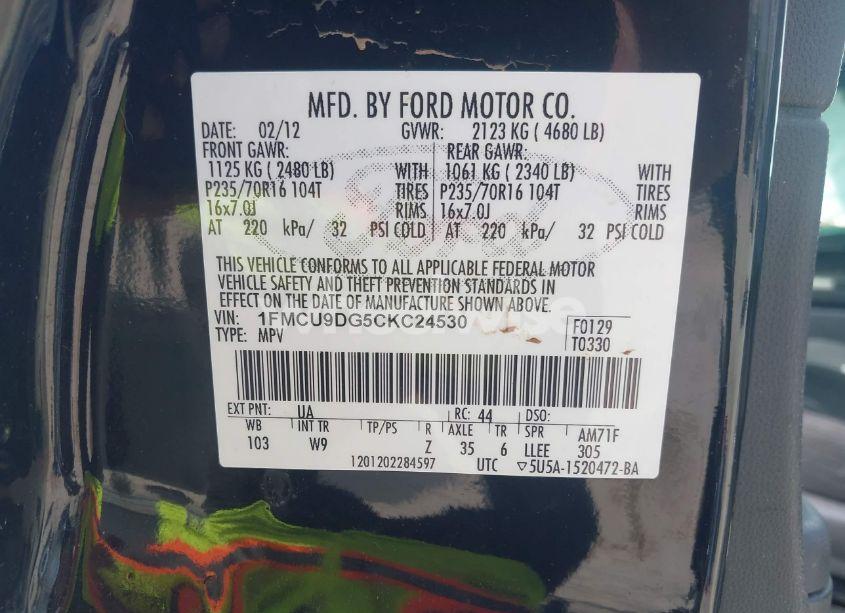 MFD. BY FORD MOTOR CO.
DATE: 02/12 GVWR: 2123 KG ( 4680 LB)
FRONT GAWR: REAR GAWR:
1125 KG ( 2480 LB) WITH 1061 KG ( 2340 LB) WITH
P235/70R16 104T TIRES P235/70R16 104T TIRES
16x7.0J RIMS 16x7.0J RIMS
AT 220 kPa/ 32 PSI COLD AT 220 kPa/ 32 PSI COLD
THIS VEHICLE CONFORMS TO ALL APPLICABLE FEDERAL MOTOR
VEHICLE SAFETY AND THEFT PREVENTION STANDARDS IN
EFFECT ON THE DATE OF MANUFACTURE SHOWN ABOVE.
VIN: 1FMCU9DG5CKC24530 F0129
TYPE: MPV T0330
EXT PNT: UA RC: 44 DSO:
WB INT TR TP/PS R AXLE TR SPR AM71F
103 W9 Z 35 6 LLEE 305
1201202284597 UTC ▽5U5A-1520472-BA